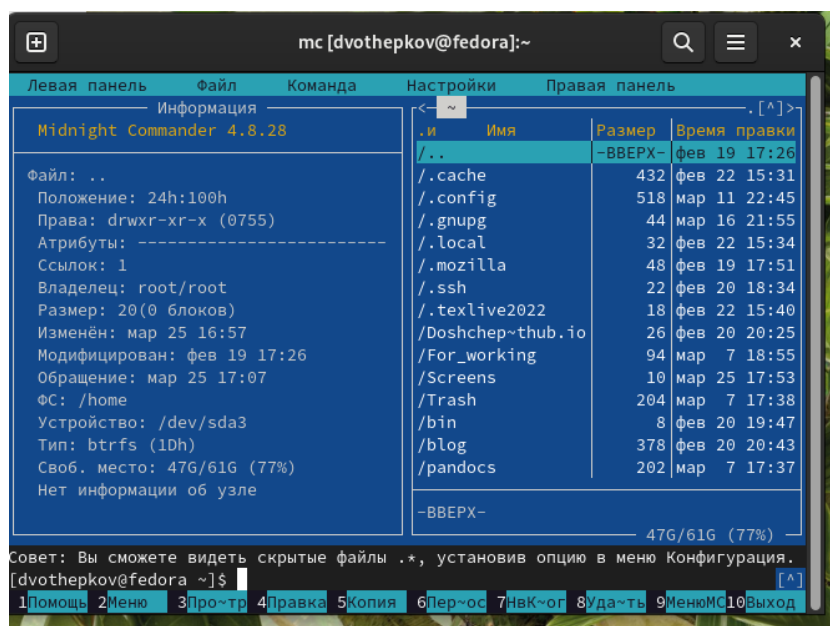 mc [dvothepkov@fedora]:~
Левая панель Файл Команда Настройки Правая панель
Информация
Midnight Commander 4.8.28
Файл: ..
Положение: 24h:100h
Права: drwxr-xr-x (0755)
Атрибуты: -------------------------
Ссылок: 1
Владелец: root/root
Размер: 20(0 блоков)
Изменён: мар 25 16:57
Модифицирован: фев 19 17:26
Обращение: мар 25 17:07
ФС: /home
Устройство: /dev/sda3
Тип: btrfs (1Dh)
Своб. место: 47G/61G (77%)
Нет информации об узле
<- ~ .[^]>
.и Имя Размер Время правки
/.. -ВВЕРХ- фев 19 17:26
/.cache 432 фев 22 15:31
/.config 518 мар 11 22:45
/.gnupg 44 мар 16 21:55
/.local 32 фев 22 15:34
/.mozilla 48 фев 19 17:51
/.ssh 22 фев 20 18:34
/.texlive2022 18 фев 22 15:40
/Doshchep~thub.io 26 фев 20 20:25
/For_working 94 мар 7 18:55
/Screens 10 мар 25 17:53
/Trash 204 мар 7 17:38
/bin 8 фев 20 19:47
/blog 378 фев 20 20:43
/pandocs 202 мар 7 17:37
-ВВЕРХ-
47G/61G (77%)
Совет: Вы сможете видеть скрытые файлы .*, установив опцию в меню Конфигурация.
[dvothepkov@fedora ~]$ [^]
1Помощь 2Меню 3Про~тр 4Правка 5Копия 6Пер~ос 7НвК~ог 8Уда~ть 9МенюMC 10Выход